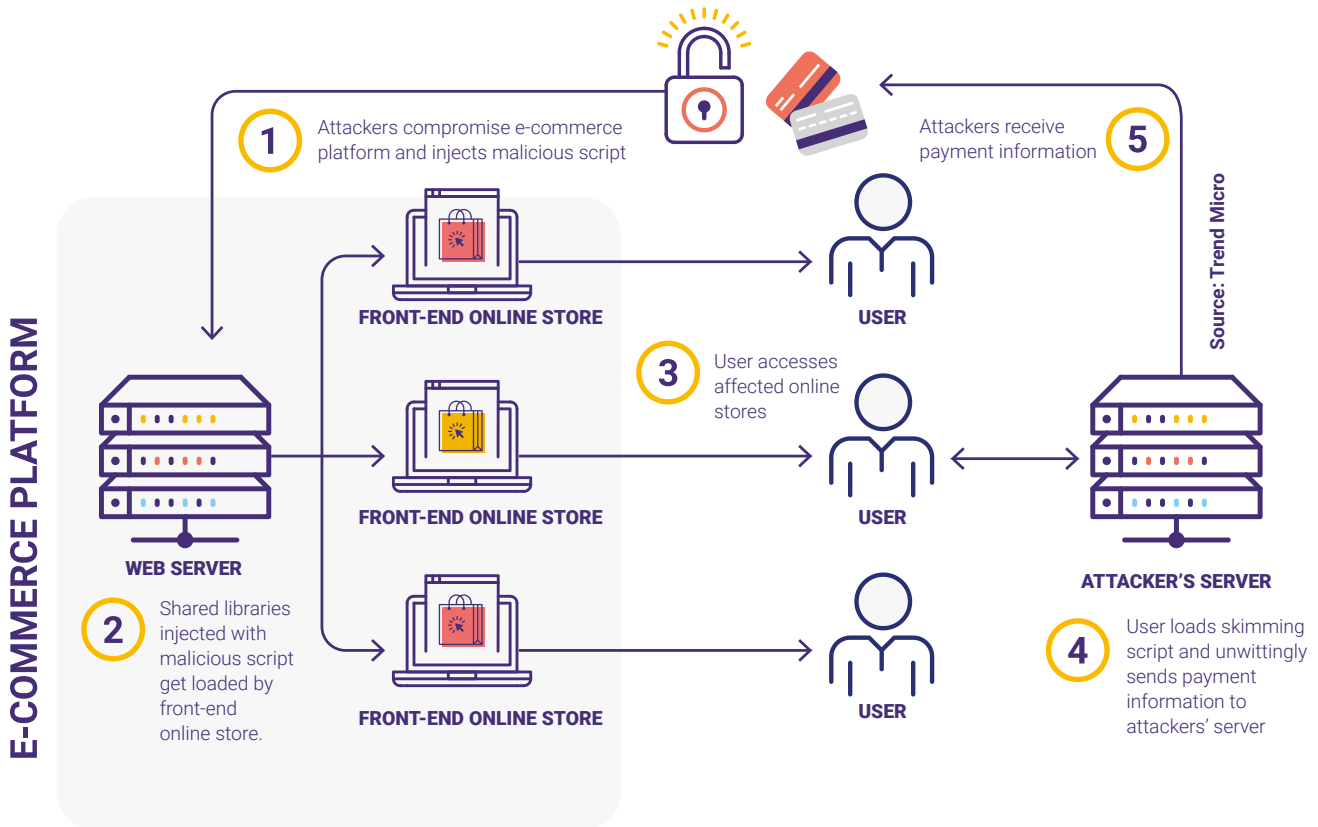 1
Attackers compromise e-commerce
platform and injects malicious script
Attackers receive
payment information
5
E-COMMERCE PLATFORM
FRONT-END ONLINE STORE
USER
Source: Trend Micro
3
User accesses
affected online
stores
FRONT-END ONLINE STORE
USER
WEB SERVER
ATTACKER'S SERVER
2
Shared libraries
injected with
malicious script
get loaded by
front-end
online store.
4
User loads skimming
script and unwittingly
sends payment
information to
attackers' server
FRONT-END ONLINE STORE
USER